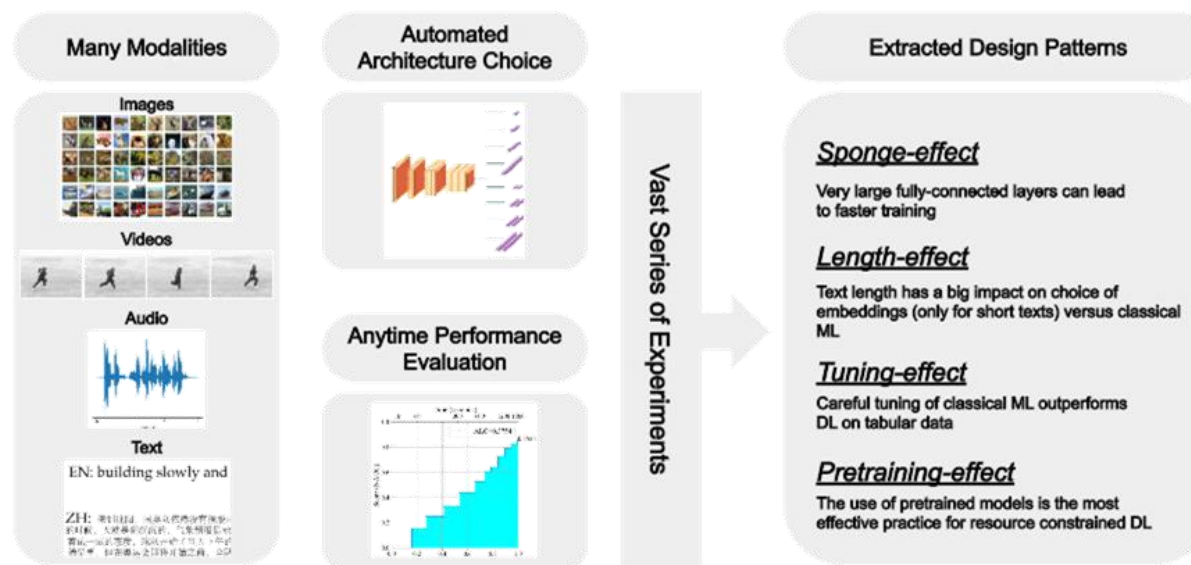 Many Modalities
Images
Videos
Audio
Text
EN: building slowly and
ZH:
Automated
Architecture Choice
Anytime Performance
Evaluation
Vast Series of Experiments
Extracted Design Patterns
Sponge-effect
Very large fully-connected layers can lead
to faster training
Length-effect
Text length has a big impact on choice of
embeddings (only for short texts) versus classical
ML
Tuning-effect
Careful tuning of classical ML outperforms
DL on tabular data
Pretraining-effect
The use of pretrained models is the most
effective practice for resource constrained DL